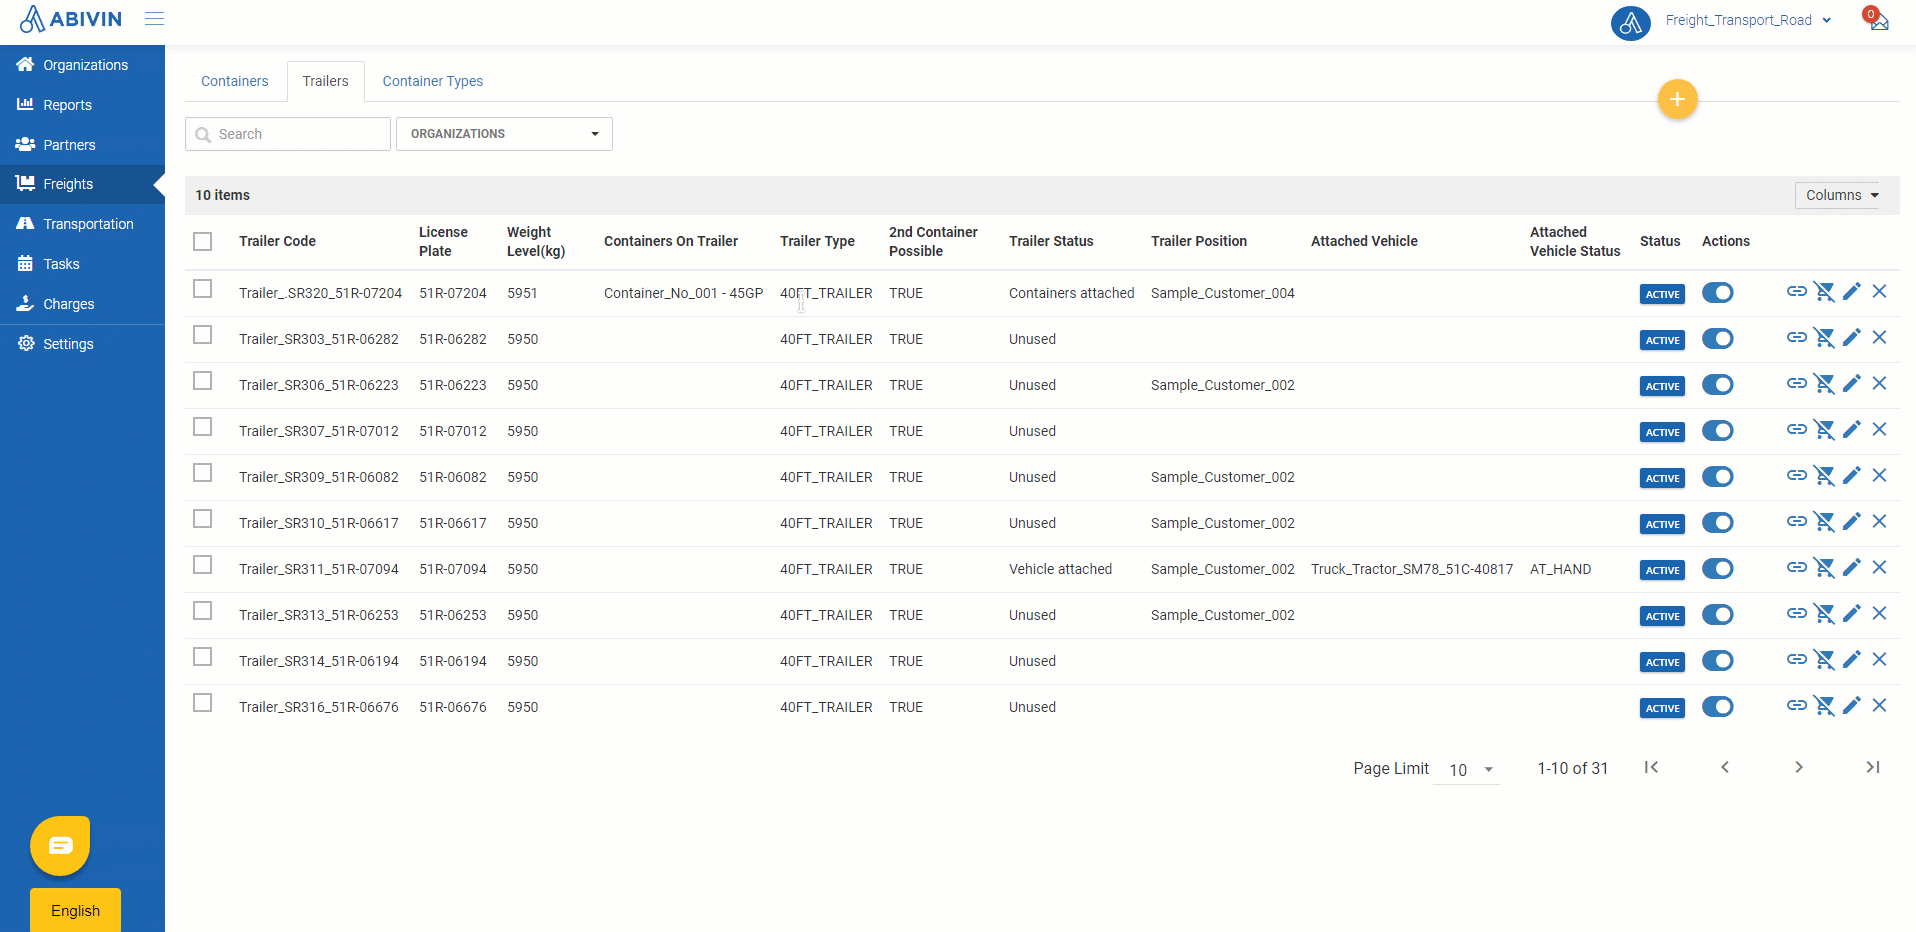 ABIVIN
Freight_Transport_Road
0
Organizations
Reports
Partners
Freights
Transportation
Tasks
Charges
Settings
English
Containers Trailers Container Types
+
Search ORGANIZATIONS
10 items Columns
Trailer Code License Plate Weight Level(kg) Containers On Trailer Trailer Type 2nd Container Possible Trailer Status Trailer Position Attached Vehicle Attached Vehicle Status Status Actions
Trailer_.SR320_51R-07204 51R-07204 5951 Container_No_001 - 45GP 40FT_TRAILER TRUE Containers attached Sample_Customer_004 ACTIVE
Trailer_SR303_51R-06282 51R-06282 5950 40FT_TRAILER TRUE Unused ACTIVE
Trailer_SR306_51R-06223 51R-06223 5950 40FT_TRAILER TRUE Unused Sample_Customer_002 ACTIVE
Trailer_SR307_51R-07012 51R-07012 5950 40FT_TRAILER TRUE Unused ACTIVE
Trailer_SR309_51R-06082 51R-06082 5950 40FT_TRAILER TRUE Unused Sample_Customer_002 ACTIVE
Trailer_SR310_51R-06617 51R-06617 5950 40FT_TRAILER TRUE Unused Sample_Customer_002 ACTIVE
Trailer_SR311_51R-07094 51R-07094 5950 40FT_TRAILER TRUE Vehicle attached Sample_Customer_002 Truck_Tractor_SM78_51C-40817 AT_HAND ACTIVE
Trailer_SR313_51R-06253 51R-06253 5950 40FT_TRAILER TRUE Unused Sample_Customer_002 ACTIVE
Trailer_SR314_51R-06194 51R-06194 5950 40FT_TRAILER TRUE Unused ACTIVE
Trailer_SR316_51R-06676 51R-06676 5950 40FT_TRAILER TRUE Unused ACTIVE
Page Limit 10 1-10 of 31